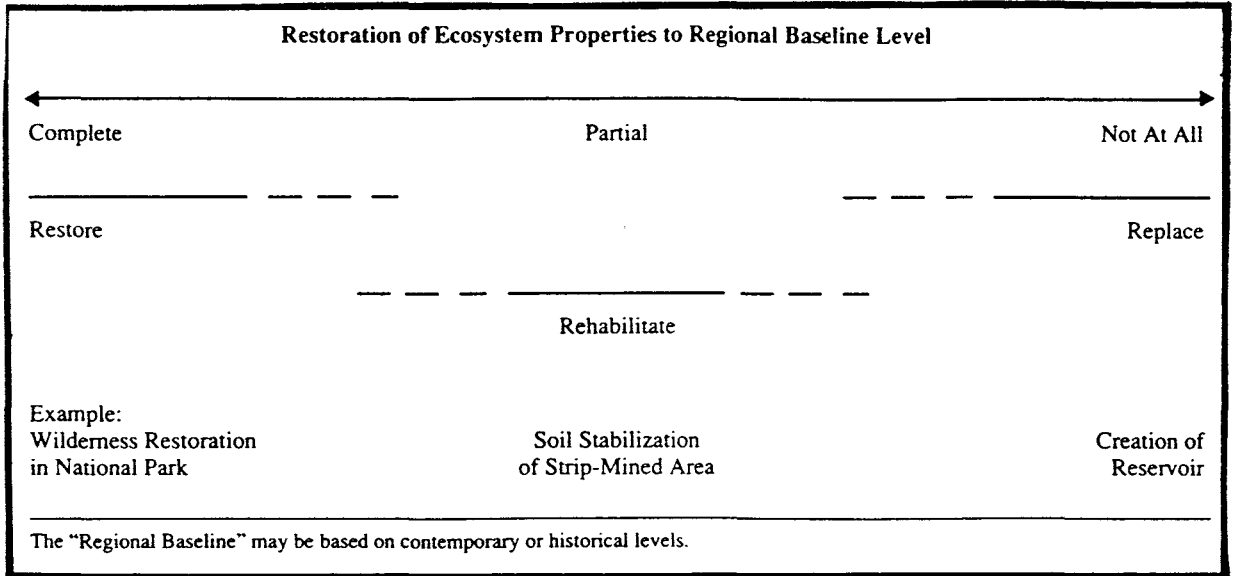 Restoration of Ecosystem Properties to Regional Baseline Level
Complete Partial Not At All
Restore Replace
Rehabilitate
Example:
Wilderness Restoration Soil Stabilization Creation of
in National Park of Strip-Mined Area Reservoir
The "Regional Baseline" may be based on contemporary or historical levels.